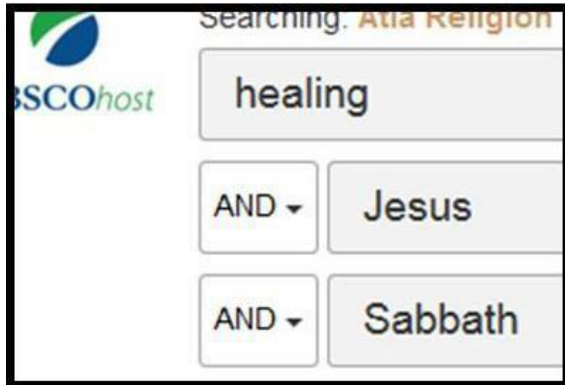 Searching: Atla Religion
BSCOhost
healing
AND Jesus
AND Sabbath